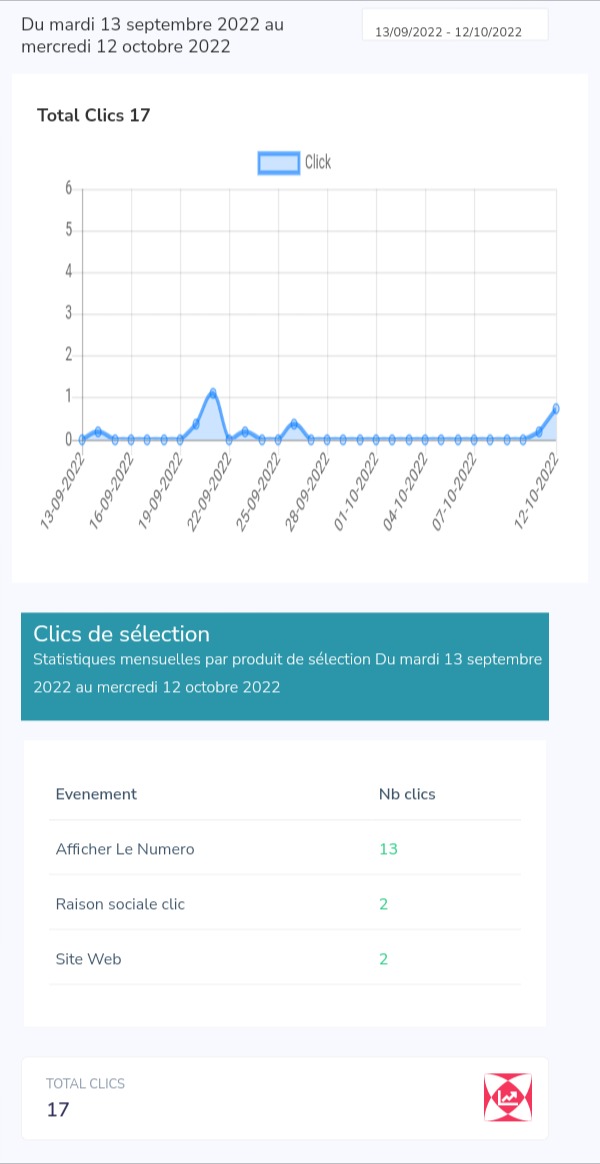 Du mardi 13 septembre 2022 au
mercredi 12 octobre 2022
13/09/2022 - 12/10/2022
Total Clics 17
Click
6
5
4
3
2
1
0
13-09-2022
16-09-2022
19-09-2022
22-09-2022
25-09-2022
28-09-2022
01-10-2022
04-10-2022
07-10-2022
12-10-2022
Clics de sélection
Statistiques mensuelles par produit de sélection Du mardi 13 septembre
2022 au mercredi 12 octobre 2022
Evenement Nb clics
Afficher Le Numero 13
Raison sociale clic 2
Site Web 2
TOTAL CLICS
17